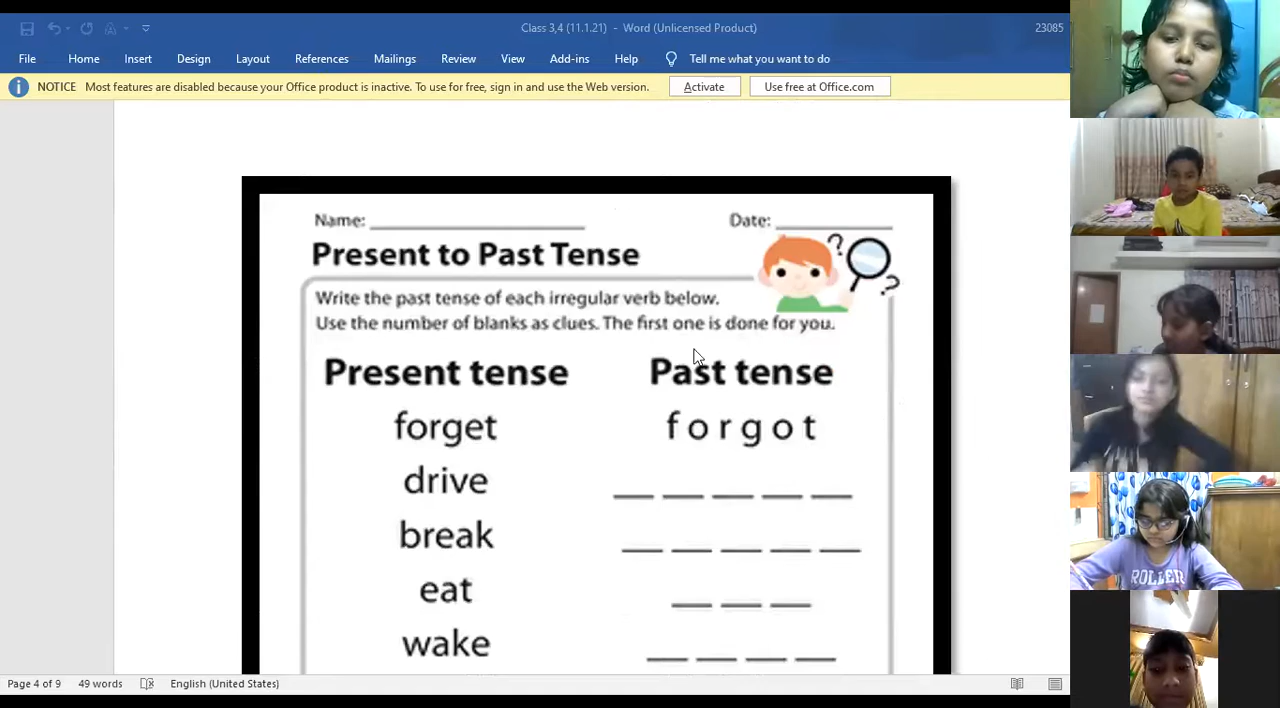 Class 3,4 (11.1.21) - Word (Unlicensed Product) 23085
File Home Insert Design Layout References Mailings Review View Add-ins Help Tell me what you want to do
NOTICE Most features are disabled because your Office product is inactive. To use for free, sign in and use the Web version. Activate Use free at Office.com
Name: ____________ Date: ____________
Present to Past Tense
Write the past tense of each irregular verb below.
Use the number of blanks as clues. The first one is done for you.
Present tense Past tense
forget f o r g o t
drive _ _ _ _ _
break _ _ _ _ _
eat _ _ _
wake _ _ _ _
ROLLER
Page 4 of 9 49 words English (United States)